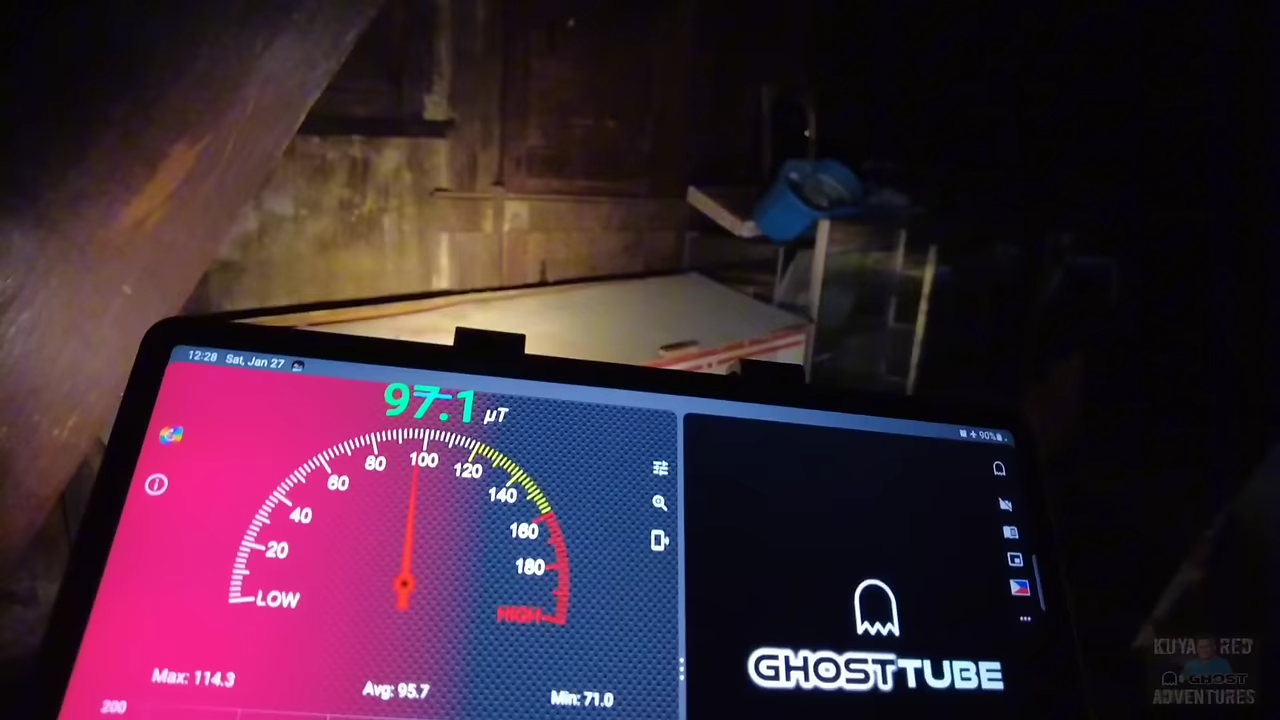 12:28 Sat, Jan 27
90%
97.1 µT
LOW
20
40
60
80
100
120
140
160
180
HIGH
Max: 114.3
Avg: 95.7
Min: 71.0
200
GHOSTTUBE
KUYA RED
GHOST
ADVENTURES